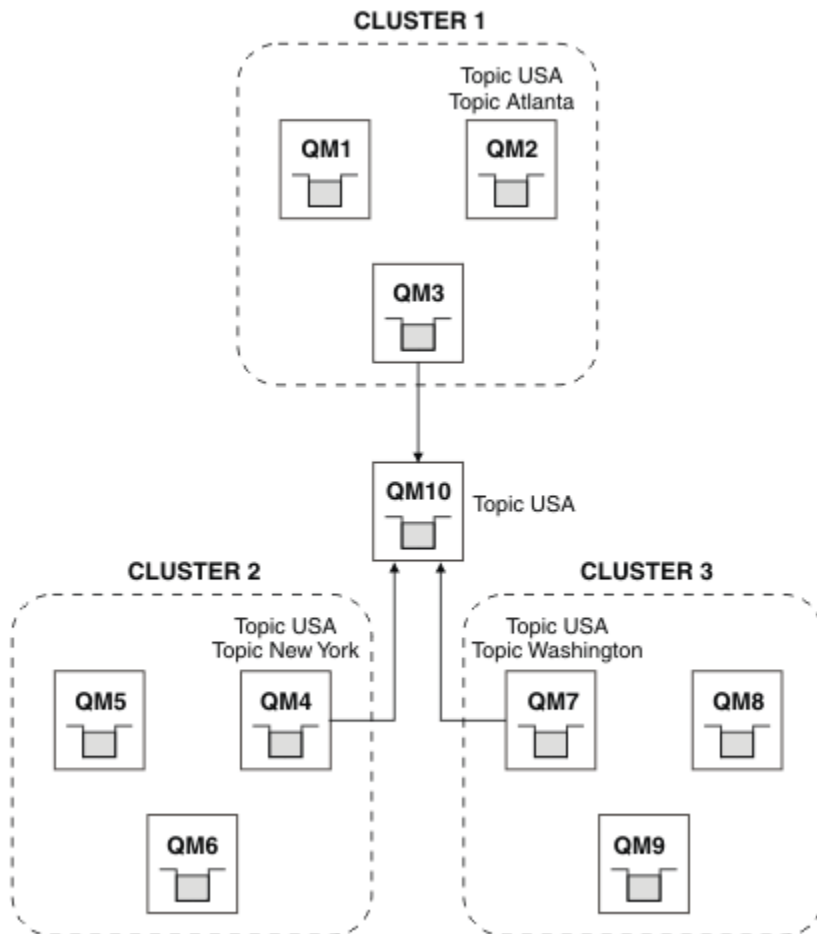 CLUSTER 1
Topic USA
Topic Atlanta
QM1
QM2
QM3
QM10
Topic USA
CLUSTER 2
CLUSTER 3
Topic USA
Topic New York
Topic USA
Topic Washington
QM5
QM4
QM7
QM8
QM6
QM9